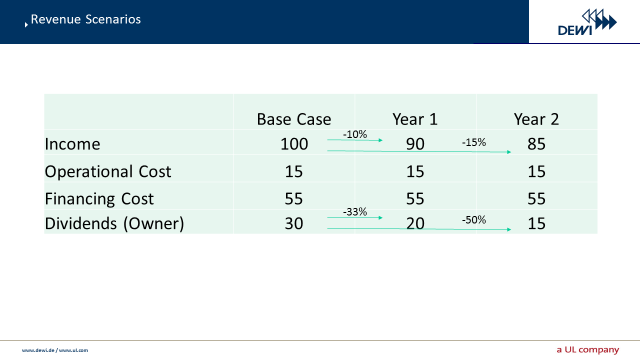 Revenue Scenarios
DEWI
Base Case Year 1 Year 2
-10%
Income 100 90 -15% 85
Operational Cost 15 15 15
Financing Cost 55 55 55
-33%
Dividends (Owner) 30 20 -50% 15
www.dewi.de / www.ul.com
a UL company